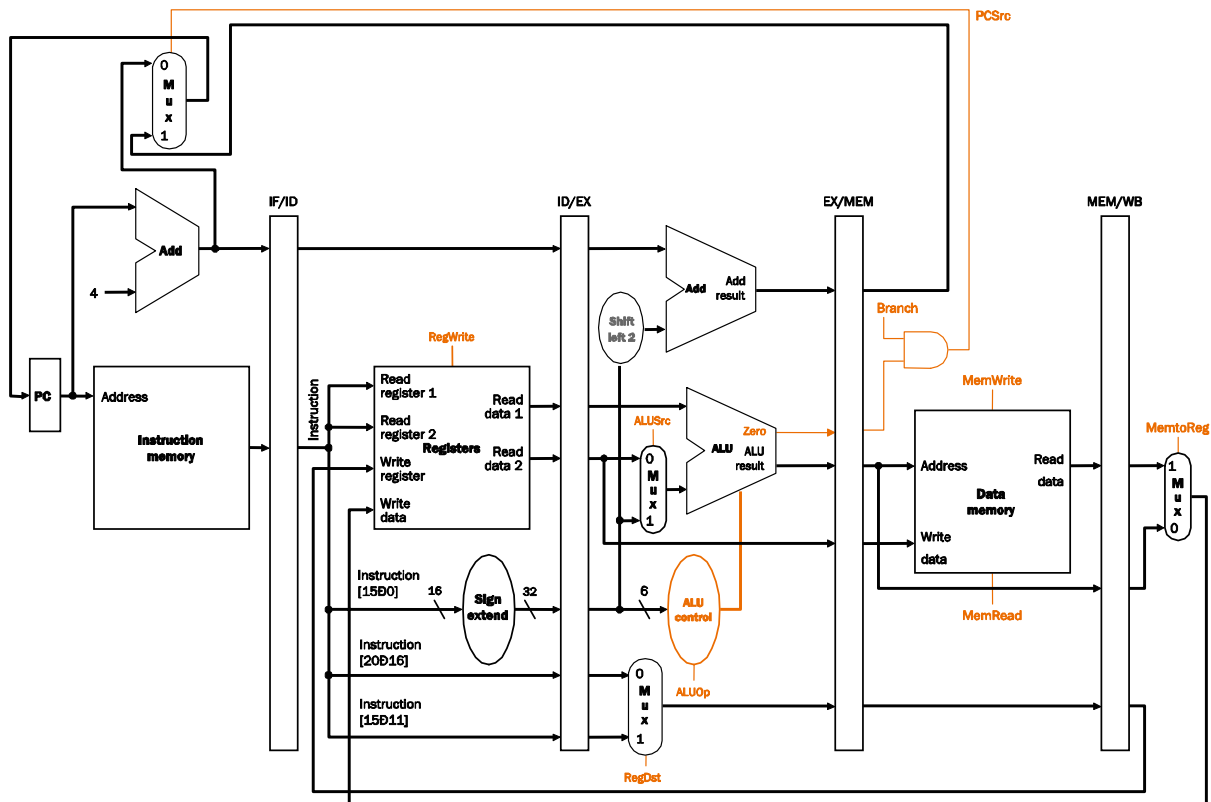 PCSrc
0
M
u
x
1
IF/ID
ID/EX
EX/MEM
MEM/WB
Add
4
Add
Add
result
Shift
left 2
Branch
RegWrite
PC
Address
Instruction
memory
Instruction
Read
register 1
Read
register 2
Write
register
Write
data
Registers
Read
data 1
Read
data 2
ALUSrc
0
M
u
x
1
Zero
ALU
ALU
result
MemWrite
Address
Read
data
Data
memory
Write
data
MemRead
MemtoReg
1
M
u
x
0
Instruction
[15Ð0]
16
Sign
extend
32
6
ALU
control
ALUOp
Instruction
[20Ð16]
Instruction
[15Ð11]
0
M
u
x
1
RegDst